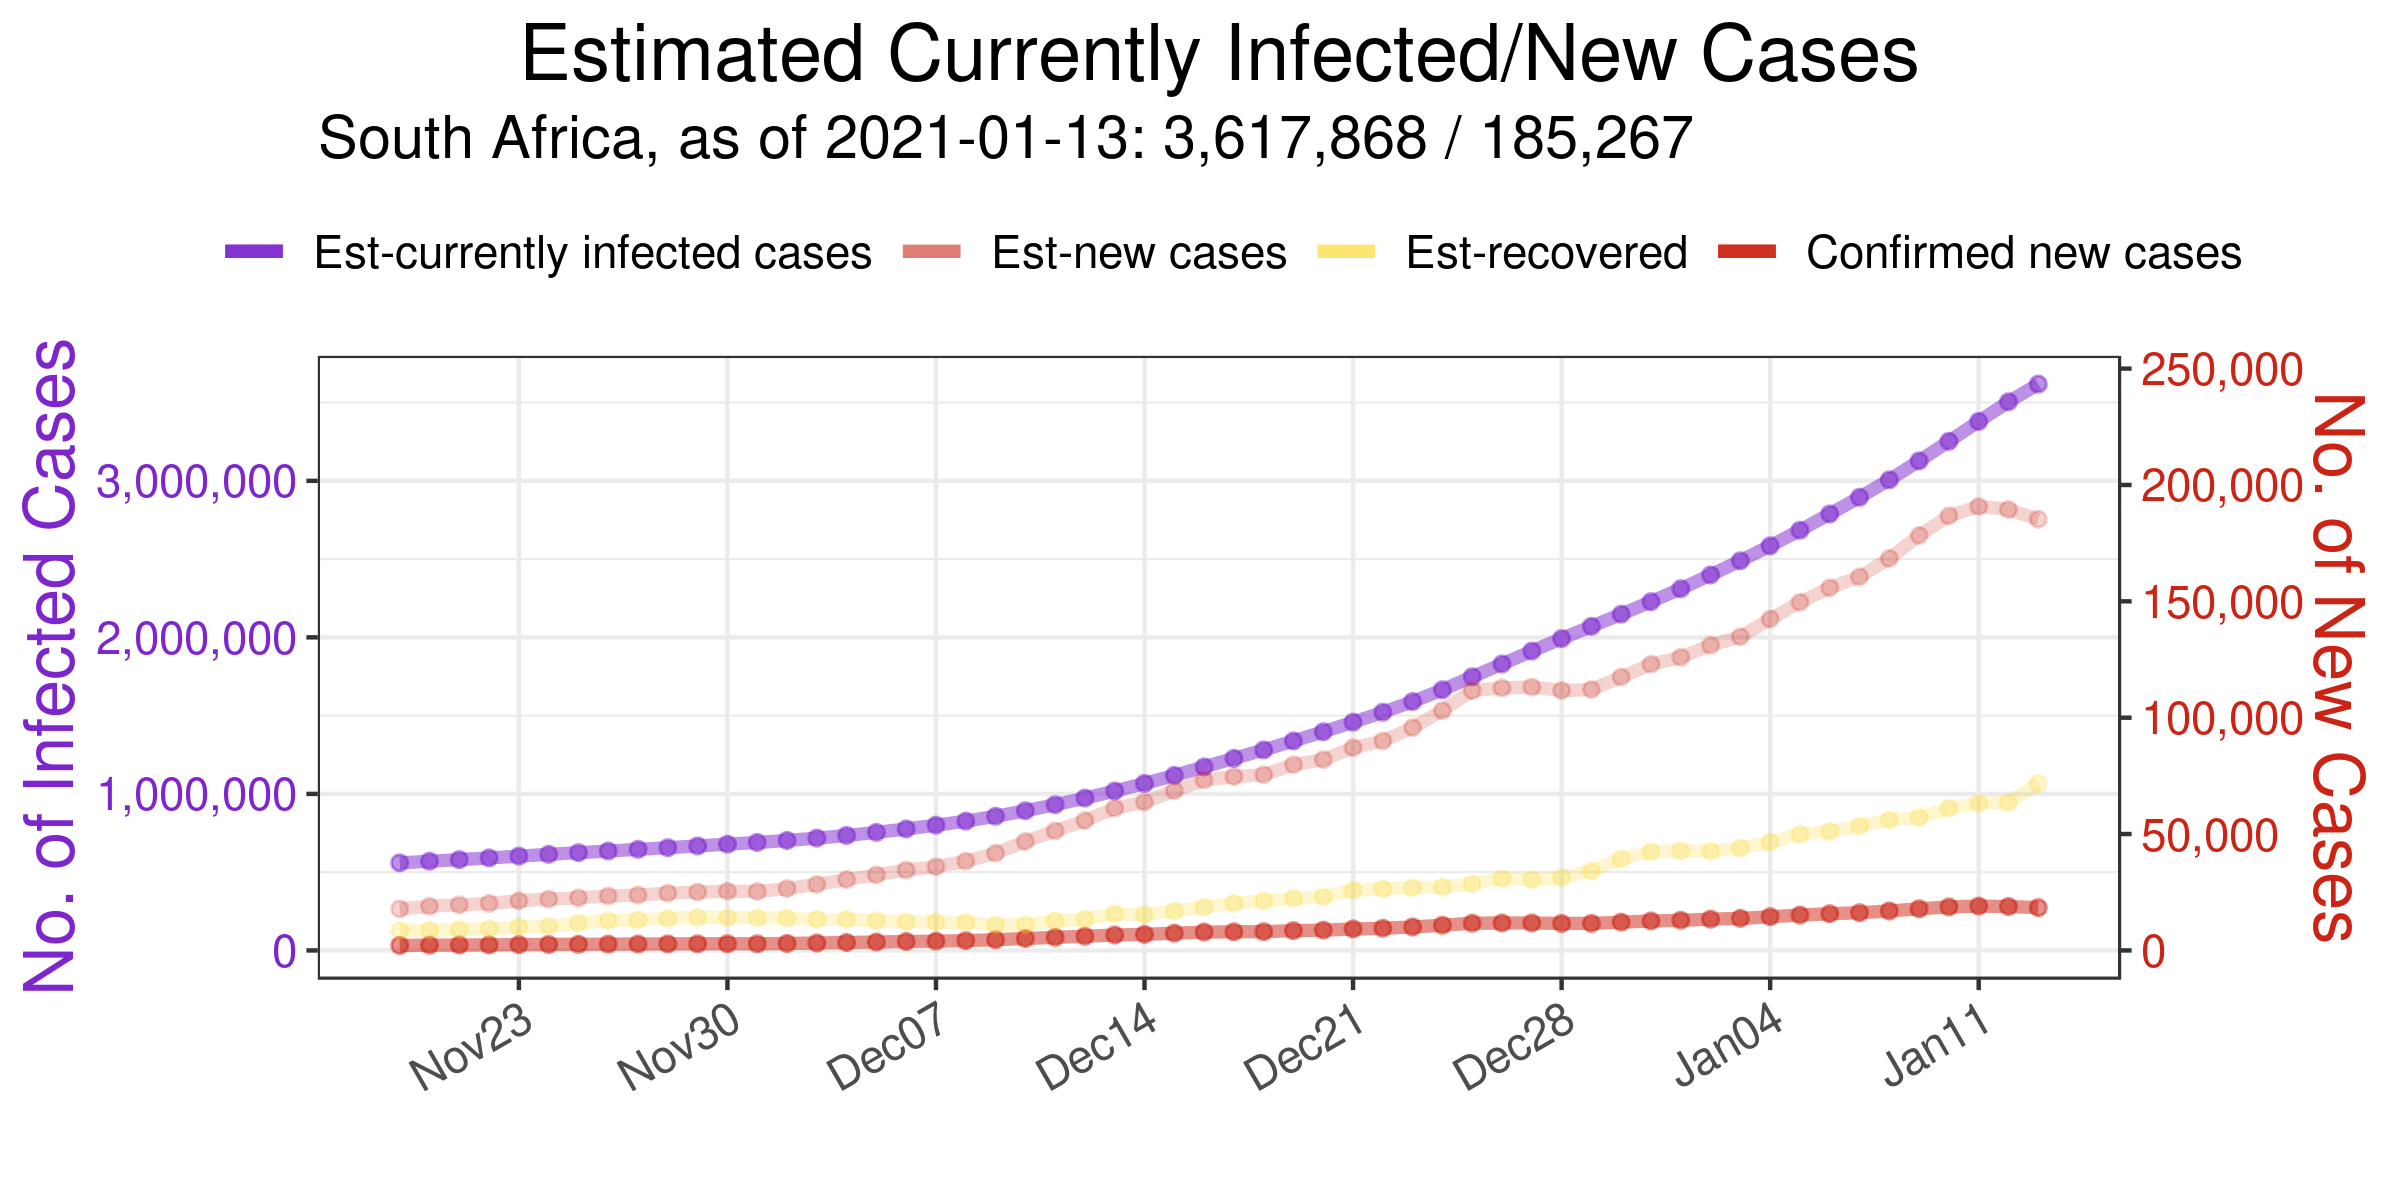 Estimated Currently Infected/New Cases
South Africa, as of 2021-01-13: 3,617,868 / 185,267
Est-currently infected cases Est-new cases Est-recovered Confirmed new cases
No. of Infected Cases
3,000,000
2,000,000
1,000,000
0
250,000
200,000
150,000
100,000
50,000
0
No. of New Cases
Nov23 Nov30 Dec07 Dec14 Dec21 Dec28 Jan04 Jan11